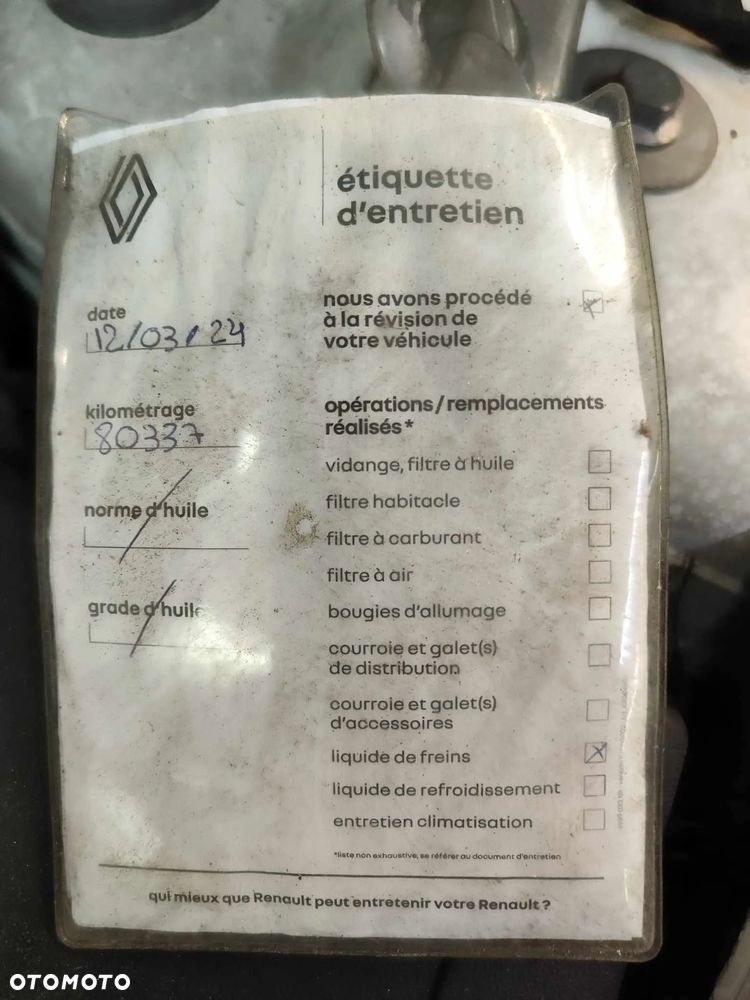 étiquette
d'entretien
date
12/03/24
kilométrage
80337
norme d'huile
grade d'huile
nous avons procédé
à la révision de
votre véhicule
opérations/remplacements
réalisés*
vidange, filtre à huile
filtre habitacle
filtre à carburant
filtre à air
bougies d'allumage
courroie et galet(s)
de distribution
courroie et galet(s)
d'accessoires
liquide de freins
liquide de refroidissement
entretien climatisation
*liste non exhaustive, se référer au document d'entretien
qui mieux que Renault peut entretenir votre Renault ?
OTOMOTO